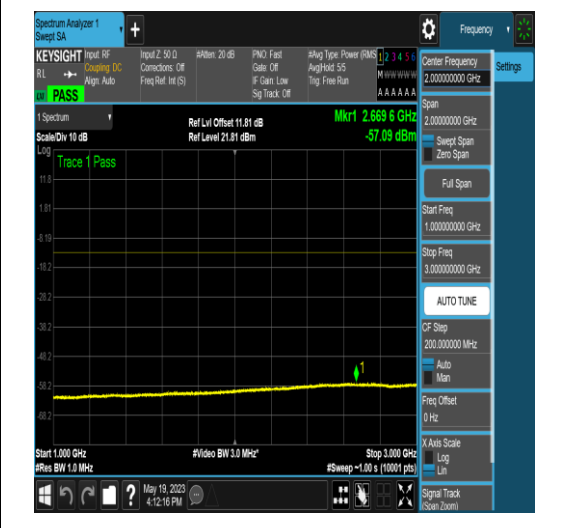 Spectrum Analyzer 1
Swept SA
+
Frequency
KEYSIGHT
RL
PASS
Input: RF
Coupling: DC
Align: Auto
Input Z: 50 Ω
Corrections: Off
Freq Ref: Int (S)
#Atten: 20 dB
PNO: Fast
Gate: Off
IF Gain: Low
Sig Track: Off
#Avg Type: Power (RMS
Avg|Hold: 5/5
Trig: Free Run
1 2 3 4 5 6
M W W W W W
A A A A A A
1 Spectrum
Scale/Div 10 dB
Ref Lvl Offset 11.81 dB
Ref Level 21.81 dBm
Mkr1 2.669 6 GHz
-57.09 dBm
Log
Trace 1 Pass
11.8
1.81
-8.19
-18.2
-28.2
-38.2
-48.2
-58.2
-68.2
1
Start 1.000 GHz
#Res BW 1.0 MHz
#Video BW 3.0 MHz*
Stop 3.000 GHz
#Sweep ~1.00 s (10001 pts)
?
May 19, 2023
4:12:16 PM
Center Frequency
2.000000000 GHz
Span
2.00000000 GHz
Swept Span
Zero Span
Full Span
Start Freq
1.000000000 GHz
Stop Freq
3.000000000 GHz
AUTO TUNE
CF Step
200.000000 MHz
Auto
Man
Freq Offset
0 Hz
X Axis Scale
Log
Lin
Signal Track
(Span Zoom)
Settings